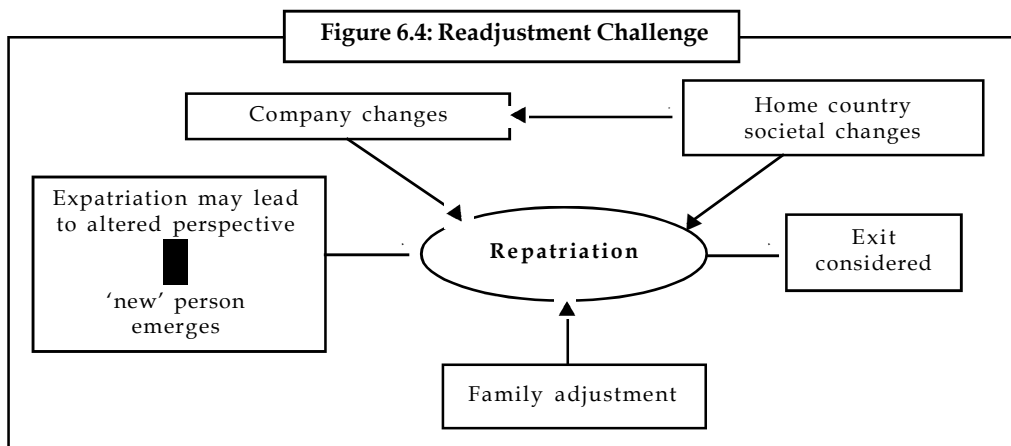 Figure 6.4: Readjustment Challenge
Company changes
Home country
societal changes
Expatriation may lead
to altered perspective
‘new’ person
emerges
Repatriation
Exit
considered
Family adjustment